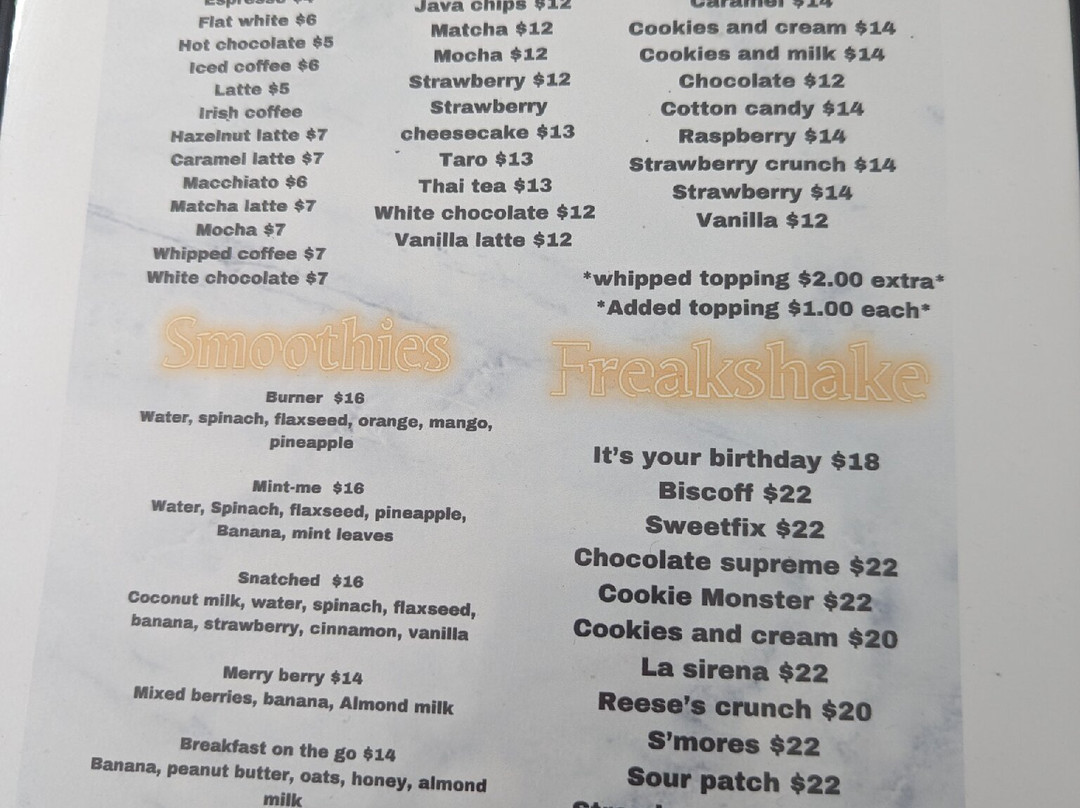 Espresso $4
Flat white $6
Hot chocolate $5
Iced coffee $6
Latte $5
Irish coffee
Hazelnut latte $7
Caramel latte $7
Macchiato $6
Matcha latte $7
Mocha $7
Whipped coffee $7
White chocolate $7
Java chips $12
Matcha $12
Mocha $12
Strawberry $12
Strawberry
cheesecake $13
Taro $13
Thai tea $13
White chocolate $12
Vanilla latte $12
Caramel $14
Cookies and cream $14
Cookies and milk $14
Chocolate $12
Cotton candy $14
Raspberry $14
Strawberry crunch $14
Strawberry $14
Vanilla $12
*whipped topping $2.00 extra*
*Added topping $1.00 each*
Smoothies
Burner $16
Water, spinach, flaxseed, orange, mango,
pineapple
Mint-me $16
Water, Spinach, flaxseed, pineapple,
Banana, mint leaves
Snatched $16
Coconut milk, water, spinach, flaxseed,
banana, strawberry, cinnamon, vanilla
Merry berry $14
Mixed berries, banana, Almond milk
Breakfast on the go $14
Banana, peanut butter, oats, honey, almond
milk
Freakshake
It's your birthday $18
Biscoff $22
Sweetfix $22
Chocolate supreme $22
Cookie Monster $22
Cookies and cream $20
La sirena $22
Reese's crunch $20
S'mores $22
Sour patch $22